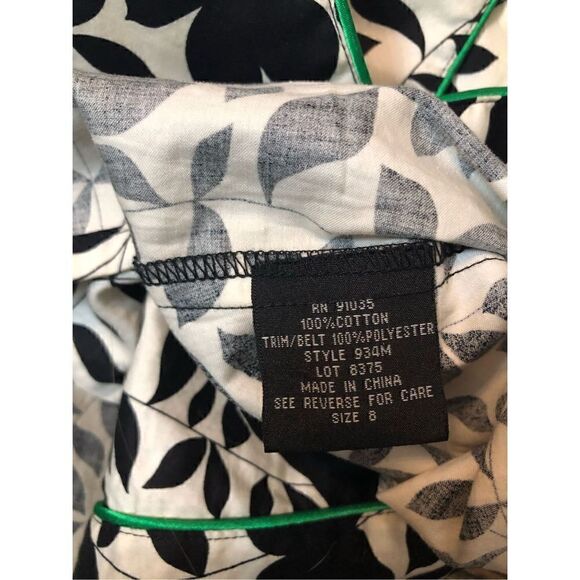 RN 91035
100%COTTON
TRIM/BELT 100%POLYESTER
STYLE 934M
LOT 8375
MADE IN CHINA
SEE REVERSE FOR CARE
SIZE 8